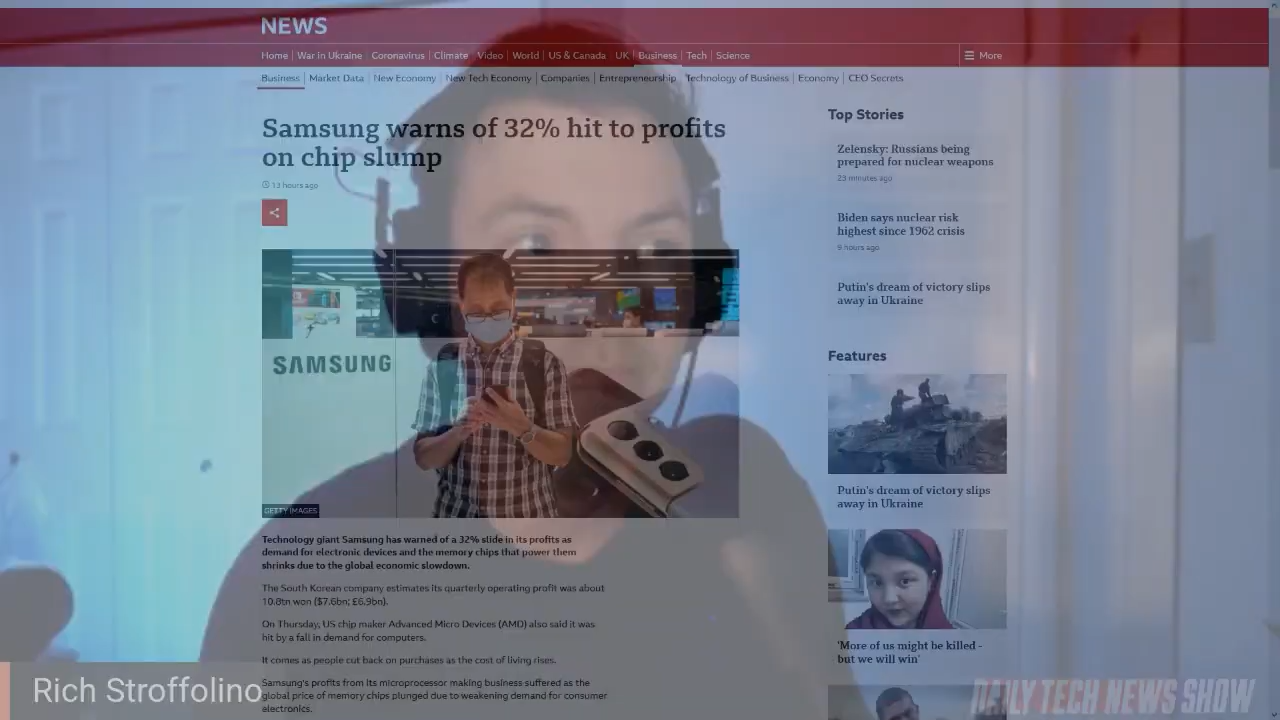 NEWS
Home War in Ukraine Coronavirus Climate Video World US & Canada UK Business Tech Science More
Business Market Data New Economy New Tech Economy Companies Entrepreneurship Technology of Business Economy CEO Secrets
Samsung warns of 32% hit to profits
on chip slump
13 hours ago
SAMSUNG
GETTY IMAGES
Technology giant Samsung has warned of a 32% slide in its profits as
demand for electronic devices and the memory chips that power them
shrinks due to the global economic slowdown.
The South Korean company estimates its quarterly operating profit was about
10.8tn won ($7.6bn; £6.9bn).
On Thursday, US chip maker Advanced Micro Devices (AMD) also said it was
hit by a fall in demand for computers.
It comes as people cut back on purchases as the cost of living rises.
Samsung's profits from its microprocessor making business suffered as the
global price of memory chips plunged due to weakening demand for consumer
electronics.
Top Stories
Zelensky: Russians being
prepared for nuclear weapons
23 minutes ago
Biden says nuclear risk
highest since 1962 crisis
9 hours ago
Putin's dream of victory slips
away in Ukraine
Features
Putin's dream of victory slips
away in Ukraine
'More of us might be killed -
but we will win'
Rich Stroffolino
DAILY TECH NEWS SHOW